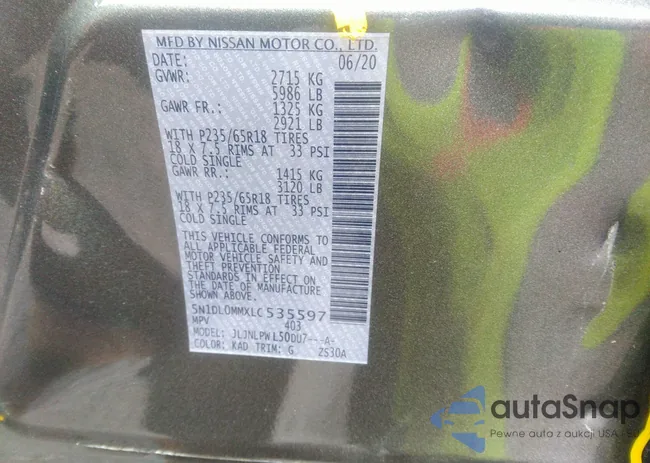 MFD BY NISSAN MOTOR CO., LTD.
DATE: 06/20
GVWR: 2715 KG
5986 LB
GAWR FR.: 1325 KG
2921 LB
WITH P235/65R18 TIRES
18 X 7.5 RIMS AT 33 PSI
COLD SINGLE
GAWR RR.: 1415 KG
3120 LB
WITH P235/65R18 TIRES
18 X 7.5 RIMS AT 33 PSI
COLD SINGLE
THIS VEHICLE CONFORMS TO
ALL APPLICABLE FEDERAL
MOTOR VEHICLE SAFETY AND
THEFT PREVENTION
STANDARDS IN EFFECT ON
THE DATE OF MANUFACTURE
SHOWN ABOVE.
5N1DL0MMXLC535597
MPV 403
MODEL: JLJNLPWL50DU7---A-
COLOR: KAD TRIM: G 2S30A
autaSnap
Pewne auta z aukcji USA